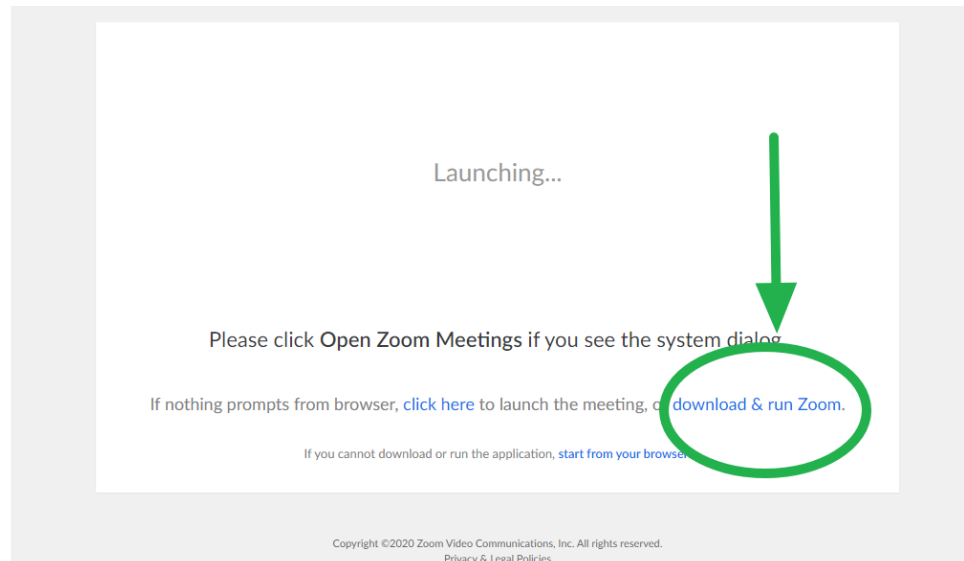 Launching...
Please click Open Zoom Meetings if you see the system dialog
If nothing prompts from browser, click here to launch the meeting, or download & run Zoom.
If you cannot download or run the application, start from your browser
Copyright ©2020 Zoom Video Communications, Inc. All rights reserved.
Privacy & Legal Policies